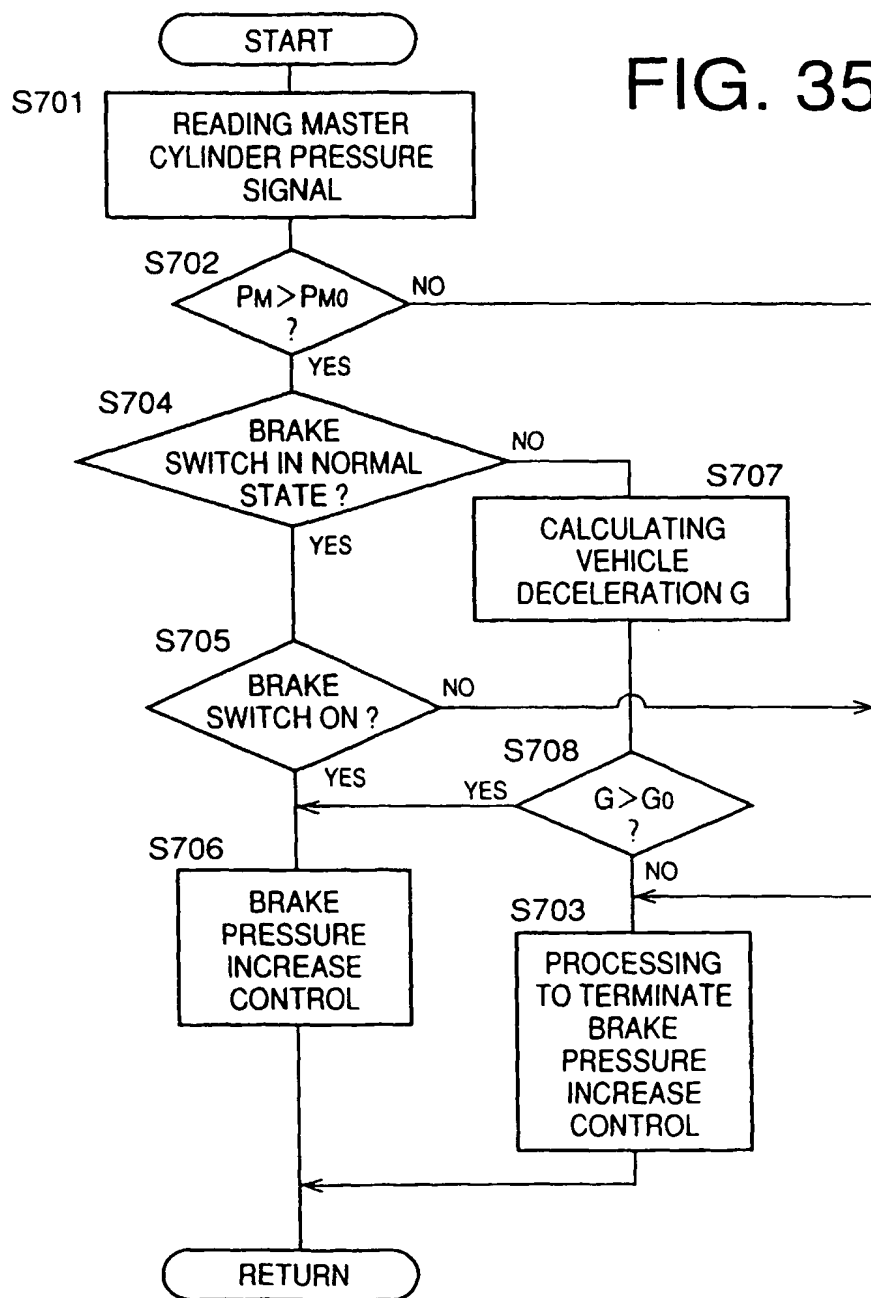 START
FIG. 35
S701
READING MASTER
CYLINDER PRESSURE
SIGNAL
S702
PM>PM0
?
NO
YES
S704
BRAKE
SWITCH IN NORMAL
STATE ?
NO
YES
S707
CALCULATING
VEHICLE
DECELERATION G
S705
BRAKE
SWITCH ON ?
NO
YES
S708
G>G0
?
YES
NO
S706
BRAKE
PRESSURE
INCREASE
CONTROL
S703
PROCESSING
TO TERMINATE
BRAKE
PRESSURE
INCREASE
CONTROL
RETURN